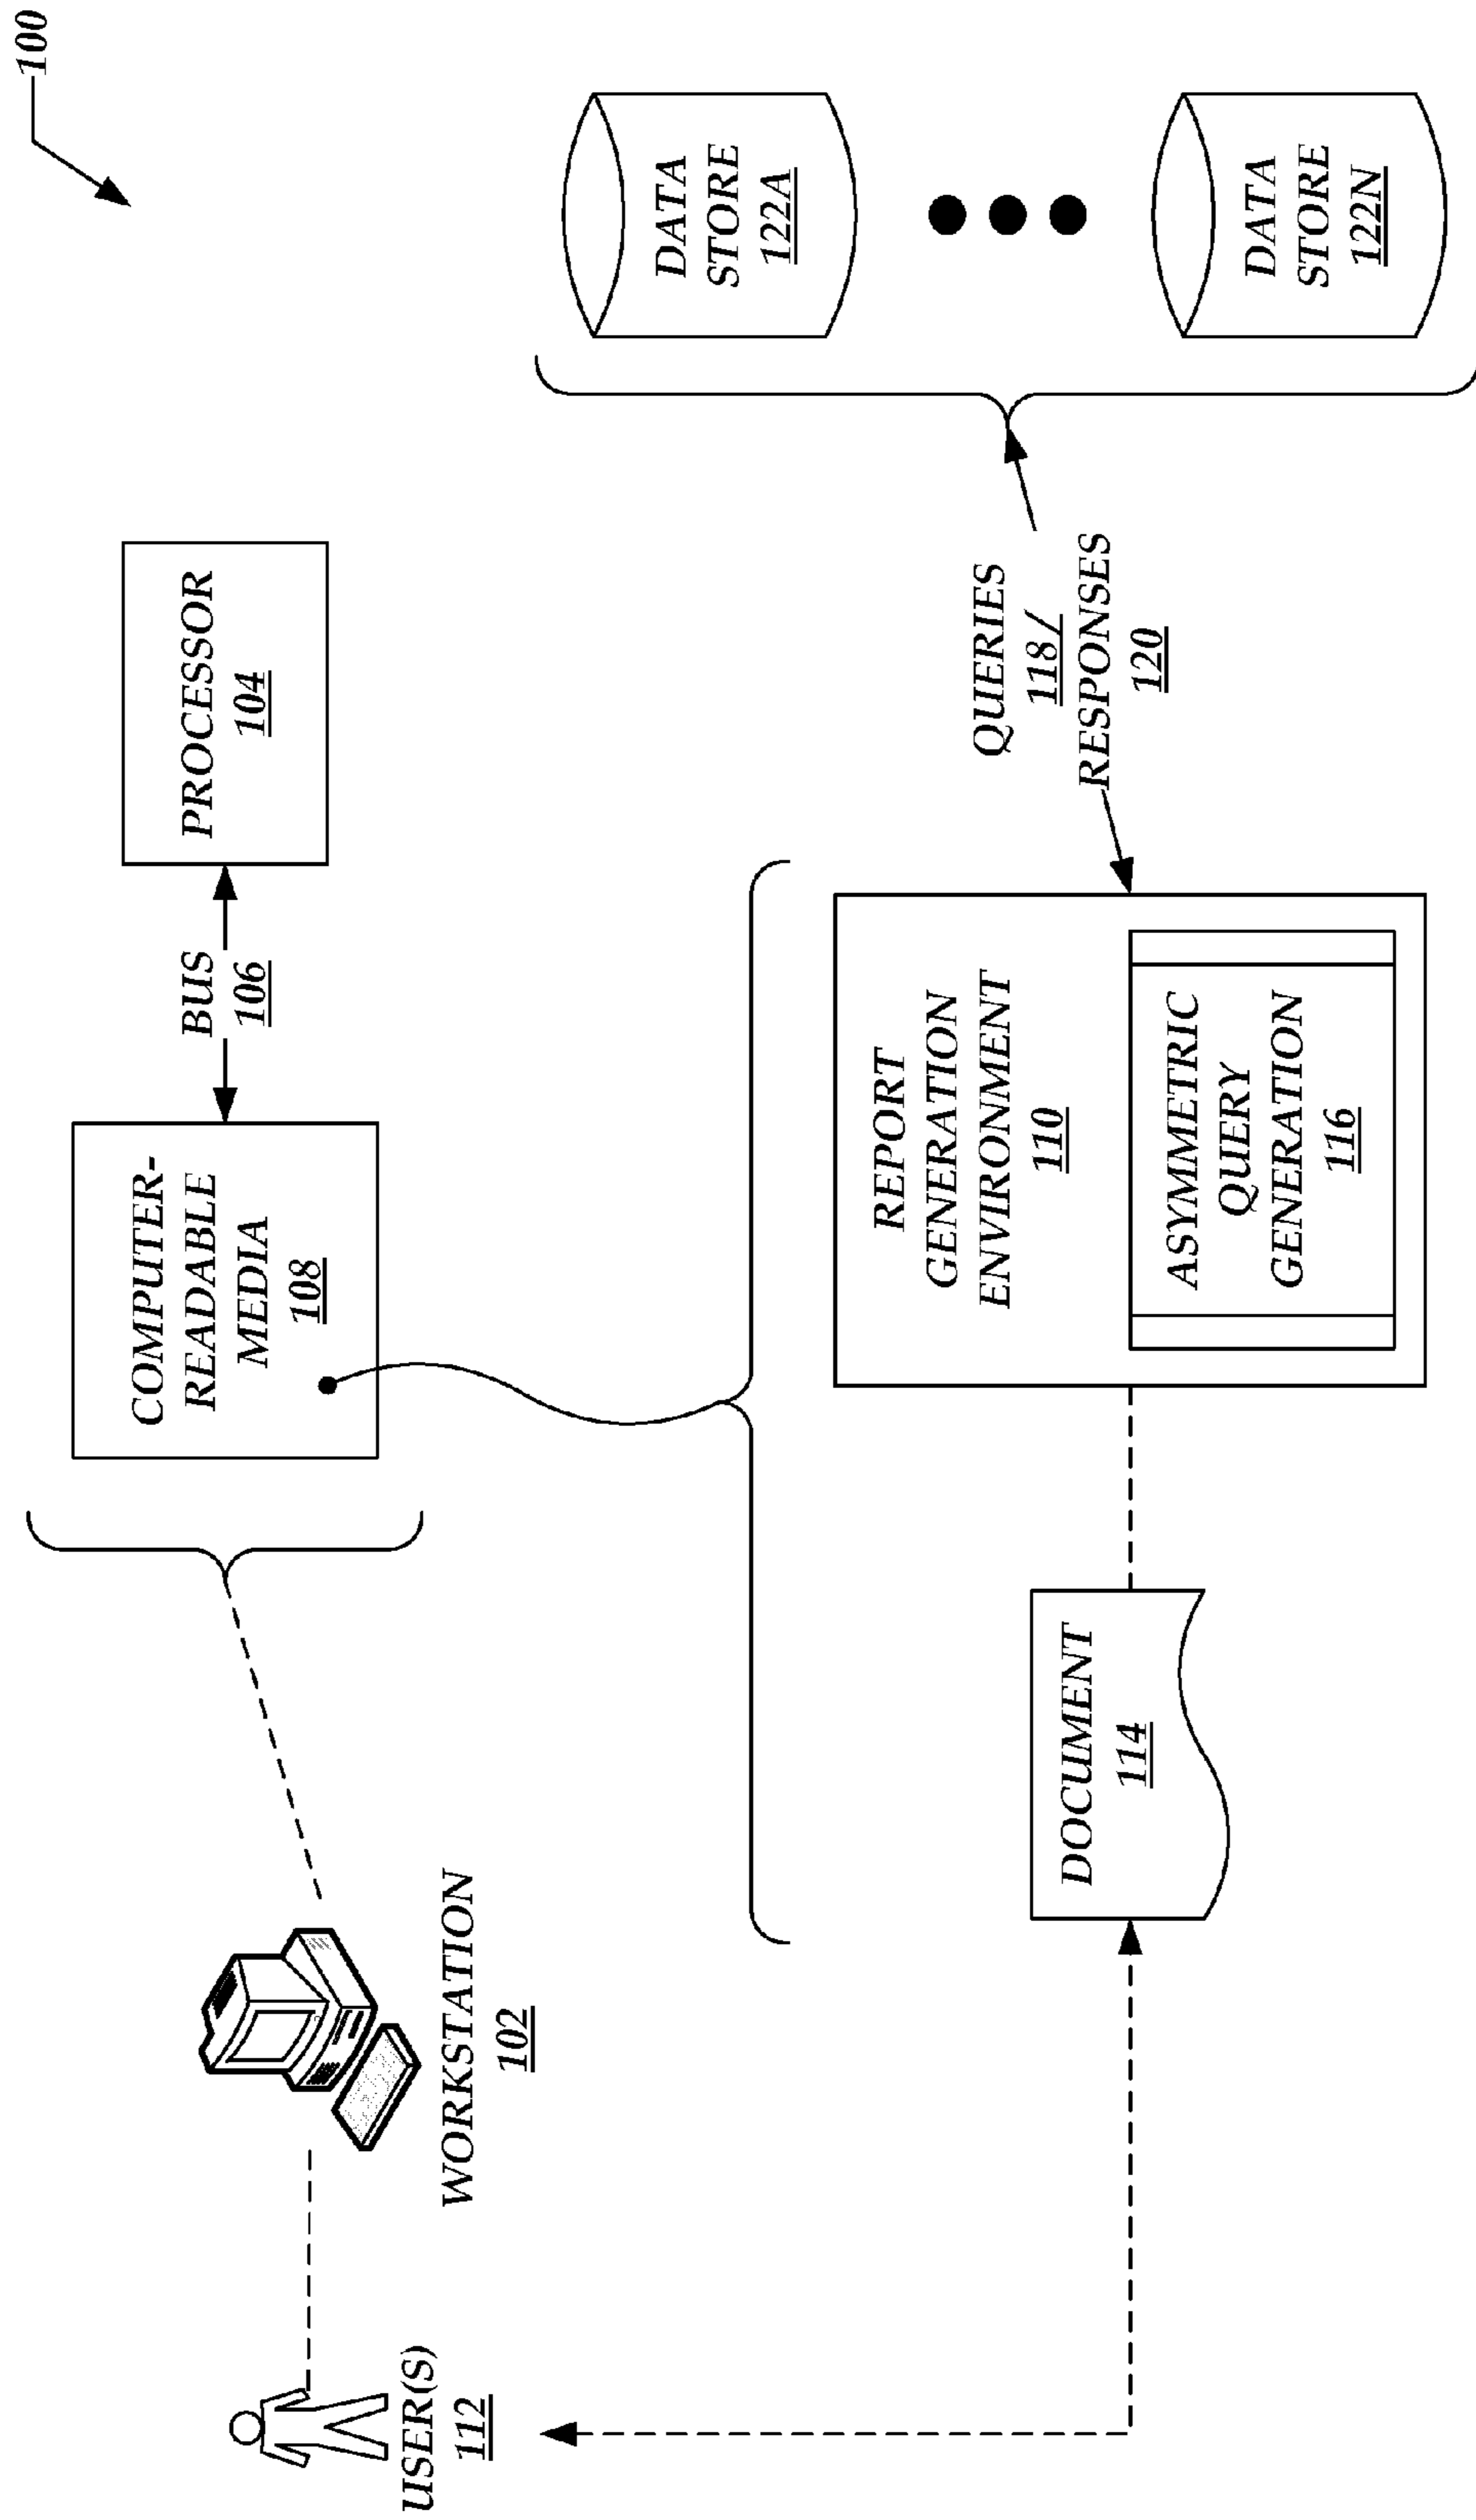 100
COMPUTER-
READABLE
MEDIA
108
BUS
106
PROCESSOR
104
USER(S)
112
WORKSTATION
102
DATA
STORE
122A
DOCUMENT
114
REPORT
GENERATION
ENVIRONMENT
110
ASYMMETRIC
QUERY
GENERATION
116
QUERIES
118/
RESPONSES
120
DATA
STORE
122N